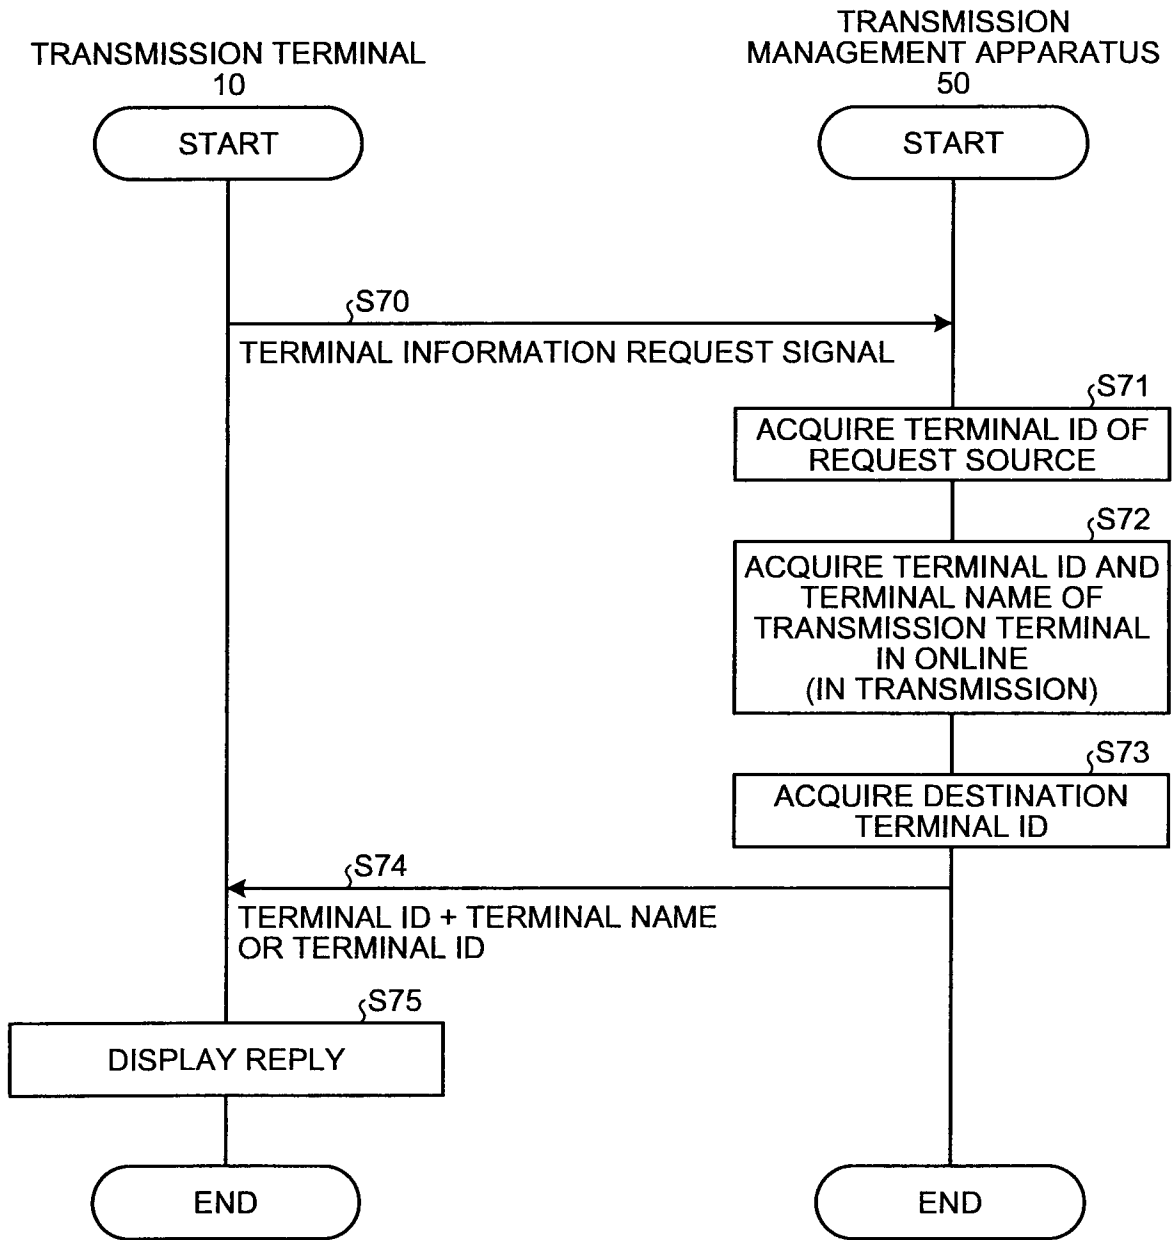 TRANSMISSION TERMINAL
10
TRANSMISSION
MANAGEMENT APPARATUS
50
START
START
S70
TERMINAL INFORMATION REQUEST SIGNAL
S71
ACQUIRE TERMINAL ID OF
REQUEST SOURCE
S72
ACQUIRE TERMINAL ID AND
TERMINAL NAME OF
TRANSMISSION TERMINAL
IN ONLINE
(IN TRANSMISSION)
S73
ACQUIRE DESTINATION
TERMINAL ID
S74
TERMINAL ID + TERMINAL NAME
OR TERMINAL ID
S75
DISPLAY REPLY
END
END